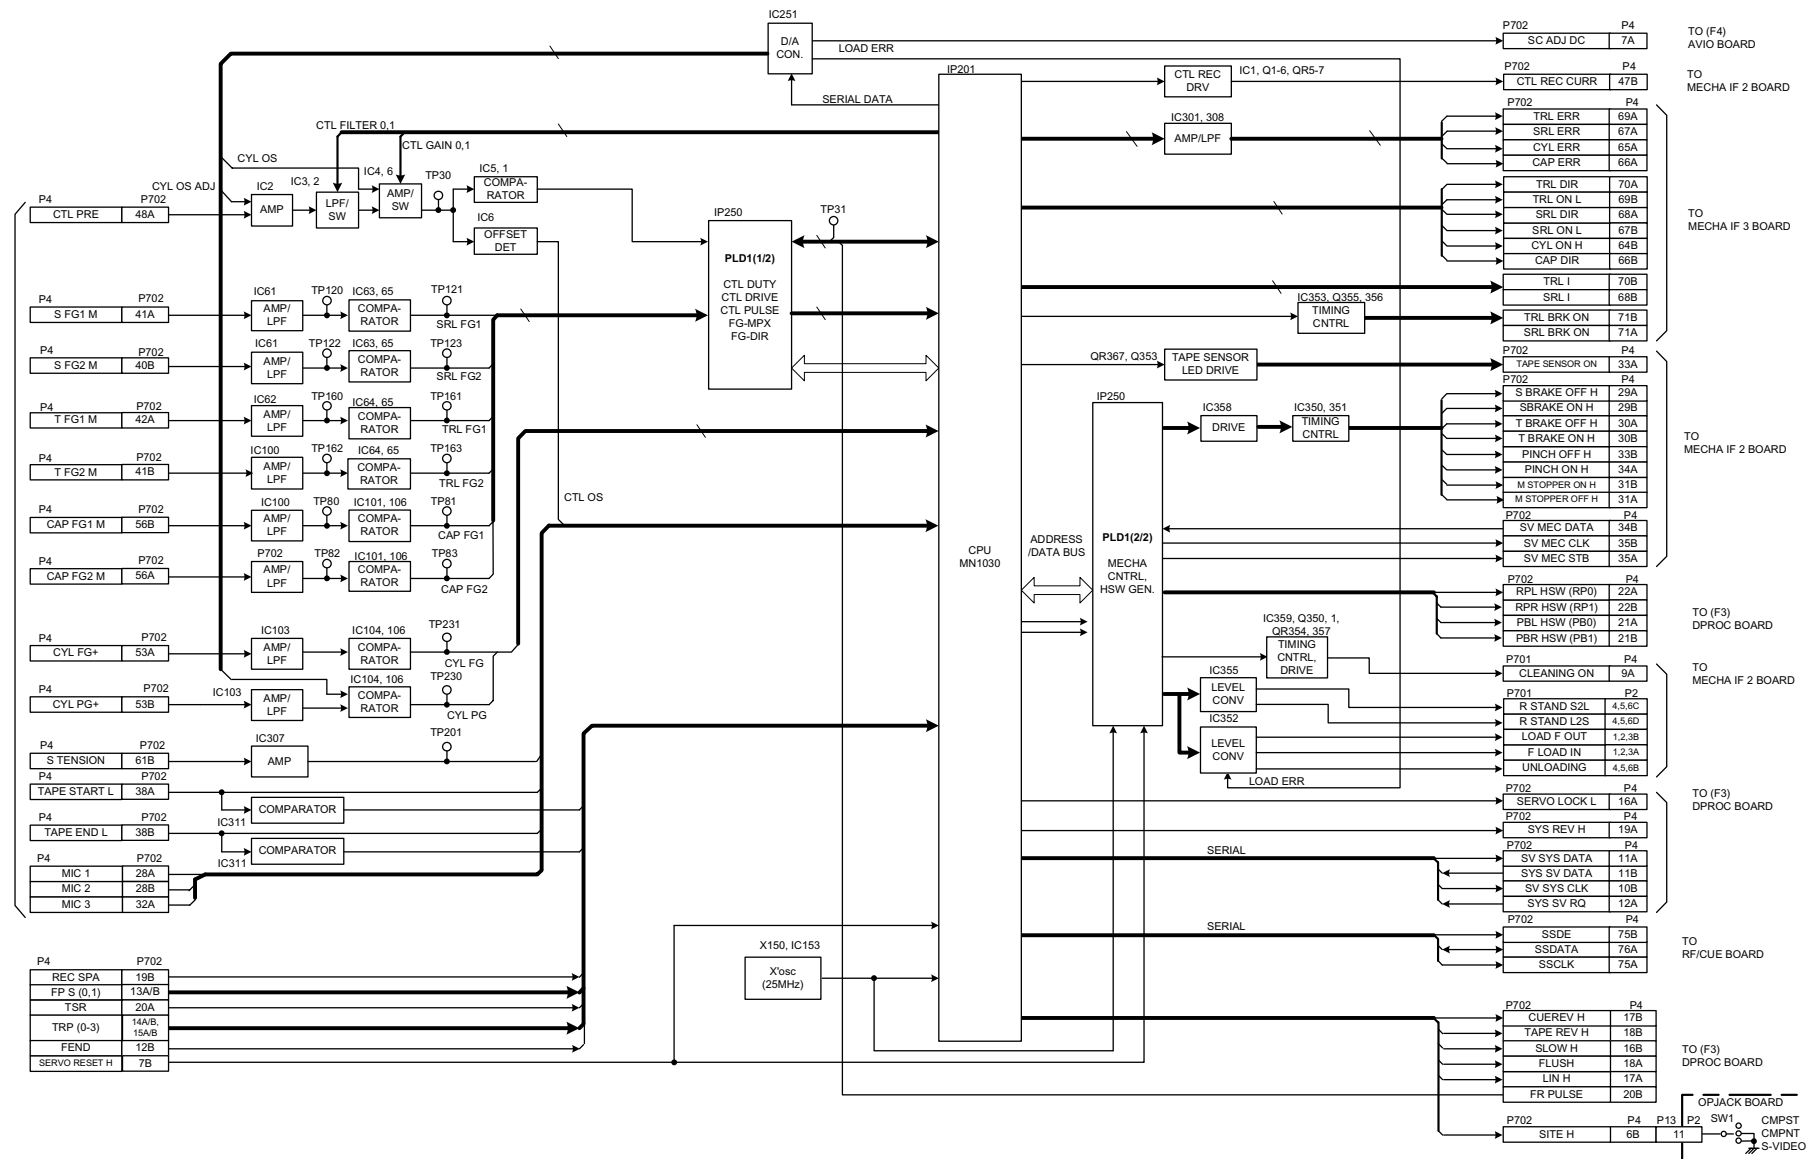 IC251
D/A
CON.
LOAD ERR
SERIAL DATA
CTL FILTER 0,1
CTL GAIN 0,1
CYL OS
CYL OS ADJ
P4 P702
CTL PRE 48A
IC2
AMP
IC3, 2
LPF/
SW
IC4, 6
AMP/
SW
TP30
IC5, 1
COMPA-
RATOR
IC6
OFFSET
DET
P4 P702
S FG1 M 41A
IC61
AMP/
LPF
TP120
IC63, 65
COMPA-
RATOR
TP121
SRL FG1
P4 P702
S FG2 M 40B
IC61
AMP/
LPF
TP122
IC63, 65
COMPA-
RATOR
TP123
SRL FG2
P4 P702
T FG1 M 42A
IC62
AMP/
LPF
TP160
IC64, 65
COMPA-
RATOR
TP161
TRL FG1
P4 P702
T FG2 M 41B
IC100
AMP/
LPF
TP162
IC64, 65
COMPA-
RATOR
TP163
TRL FG2
P4 P702
CAP FG1 M 56B
IC100
AMP/
LPF
TP80
IC101, 106
COMPA-
RATOR
TP81
CAP FG1
P4 P702
CAP FG2 M 56A
P702
AMP/
LPF
TP82
IC101, 106
COMPA-
RATOR
TP83
CAP FG2
CTL OS
P4 P702
CYL FG+ 53A
IC103
AMP/
LPF
IC104, 106
COMPA-
RATOR
TP231
CYL FG
P4 P702
CYL PG+ 53B
IC103
AMP/
LPF
IC104, 106
COMPA-
RATOR
TP230
CYL PG
P4 P702
S TENSION 61B
IC307
AMP
TP201
P4 P702
TAPE START L 38A
COMPARATOR
IC311
P4 P702
TAPE END L 38B
COMPARATOR
IC311
P4 P702
MIC 1 28A
MIC 2 28B
MIC 3 32A
P4 P702
REC SPA 19B
FP S (0,1) 13A/B
TSR 20A
TRP (0-3) 14A/B,
15A/B
FEND 12B
SERVO RESET H 7B
IP250
PLD1(1/2)
CTL DUTY
CTL DRIVE
CTL PULSE
FG-MPX
FG-DIR
TP31
X150, IC153
X'osc
(25MHz)
IP201
CPU
MN1030
ADDRESS
/DATA BUS
IP250
PLD1(2/2)
MECHA
CNTRL,
HSW GEN.
CTL REC
DRV
IC1, Q1-6, QR5-7
IC301, 308
AMP/LPF
IC353, Q355, 356
TIMING
CNTRL
QR367, Q353
TAPE SENSOR
LED DRIVE
IC358
DRIVE
IC350, 351
TIMING
CNTRL
IC359, Q350, 1,
QR354, 357
TIMING
CNTRL,
DRIVE
IC355
LEVEL
CONV
IC352
LEVEL
CONV
LOAD ERR
SERIAL
SERIAL
P702 P4
SC ADJ DC 7A
TO (F4)
AVIO BOARD
P702 P4
CTL REC CURR 47B
TO
MECHA IF 2 BOARD
P702 P4
TRL ERR 69A
SRL ERR 67A
CYL ERR 65A
CAP ERR 66A
TRL DIR 70A
TRL ON L 69B
SRL DIR 68A
SRL ON L 67B
CYL ON H 64B
CAP DIR 66B
TRL I 70B
SRL I 68B
TRL BRK ON 71B
SRL BRK ON 71A
TO
MECHA IF 3 BOARD
P702 P4
TAPE SENSOR ON 33A
P702 P4
S BRAKE OFF H 29A
SBRAKE ON H 29B
T BRAKE OFF H 30A
T BRAKE ON H 30B
PINCH OFF H 33B
PINCH ON H 34A
M STOPPER ON H 31B
M STOPPER OFF H 31A
P702 P4
SV MEC DATA 34B
SV MEC CLK 35B
SV MEC STB 35A
TO
MECHA IF 2 BOARD
P702 P4
RPL HSW (RP0) 22A
RPR HSW (RP1) 22B
PBL HSW (PB0) 21A
PBR HSW (PB1) 21B
TO (F3)
DPROC BOARD
P701 P4
CLEANING ON 9A
P701 P2
R STAND S2L 4,5,6C
R STAND L2S 4,5,6D
LOAD F OUT 1,2,3B
F LOAD IN 1,2,3A
UNLOADING 4,5,6B
TO
MECHA IF 2 BOARD
P702 P4
SERVO LOCK L 16A
P702 P4
SYS REV H 19A
P702 P4
SV SYS DATA 11A
SYS SV DATA 11B
SV SYS CLK 10B
SYS SV RQ 12A
TO (F3)
DPROC BOARD
P702 P4
SSDE 75B
SSDATA 76A
SSCLK 75A
TO
RF/CUE BOARD
P702 P4
CUEREV H 17B
TAPE REV H 18B
SLOW H 16B
FLUSH 18A
LIN H 17A
FR PULSE 20B
TO (F3)
DPROC BOARD
OPJACK BOARD
P702 P4 P13 P2
SITE H 6B 11
SW1
CMPST
CMPNT
S-VIDEO